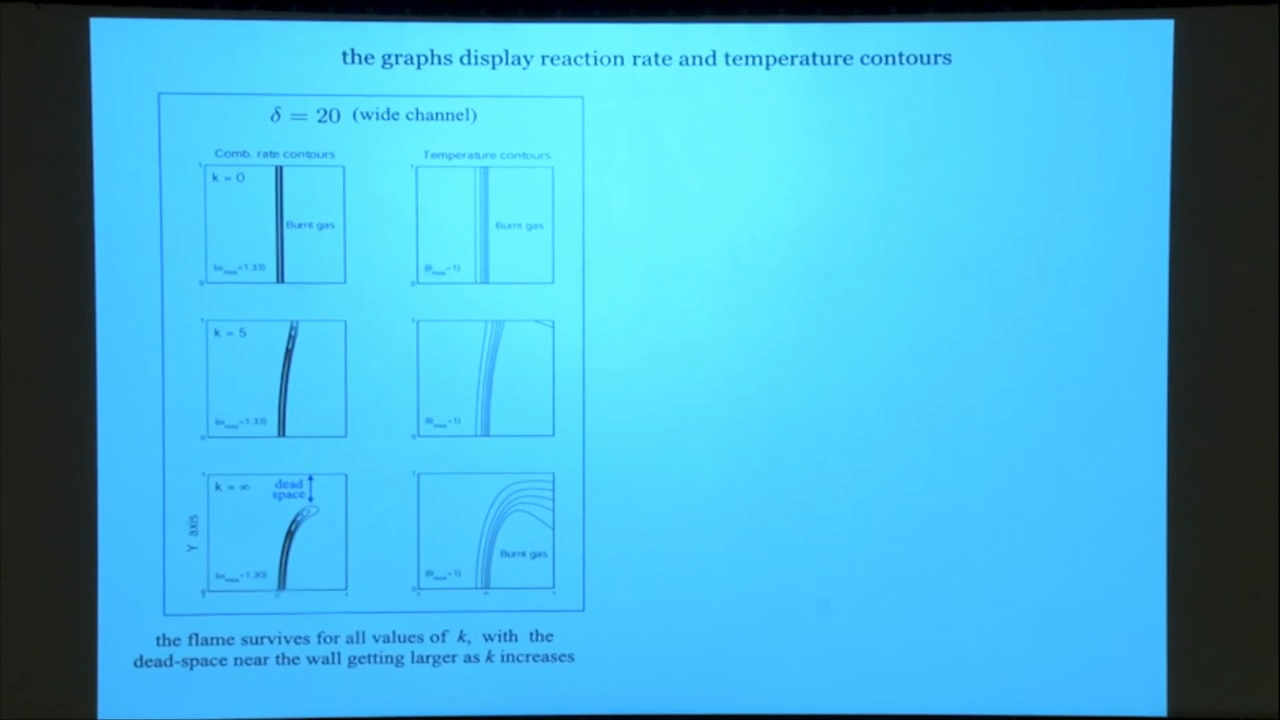 the graphs display reaction rate and temperature contours
δ = 20 (wide channel)
Comb. rate contours
Temperature contours
k = 0
Burnt gas
Burnt gas
k = 5
k = ∞
dead
space
Y axis
Burnt gas
the flame survives for all values of k, with the
dead-space near the wall getting larger as k increases